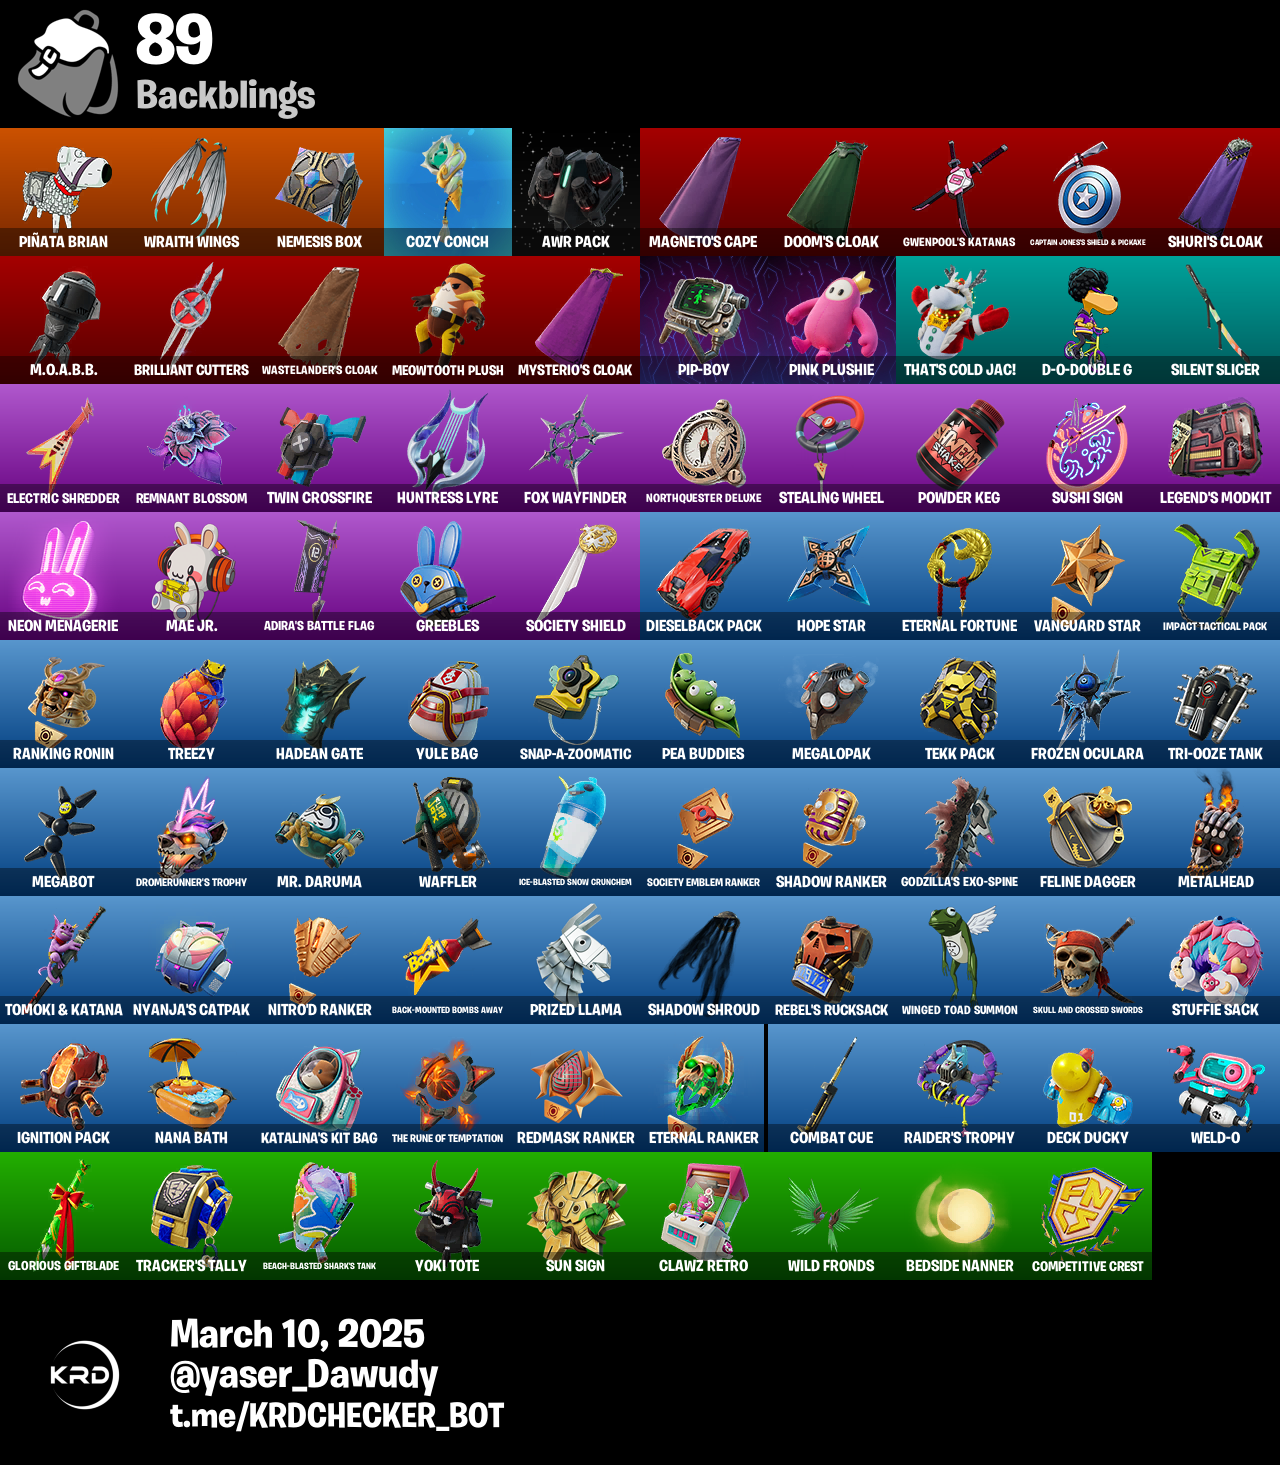 89
Backblings
PIÑATA BRIAN
WRAITH WINGS
NEMESIS BOX
COZY CONCH
AWR PACK
MAGNETO'S CAPE
DOOM'S CLOAK
GWENPOOL'S KATANAS
CAPTAIN JONES'S SHIELD & PICKAXE
SHURI'S CLOAK
M.O.A.B.B.
BRILLIANT CUTTERS
WASTELANDER'S CLOAK
MEOWTOOTH PLUSH
MYSTERIO'S CLOAK
PIP-BOY
PINK PLUSHIE
THAT'S COLD JAC!
D-O-DOUBLE G
SILENT SLICER
ELECTRIC SHREDDER
REMNANT BLOSSOM
TWIN CROSSFIRE
HUNTRESS LYRE
FOX WAYFINDER
NORTHQUESTER DELUXE
STEALING WHEEL
POWDER KEG
SUSHI SIGN
LEGEND'S MODKIT
NEON MENAGERIE
MAE JR.
12
ADIRA'S BATTLE FLAG
GREEBLES
SOCIETY SHIELD
DIESELBACK PACK
HOPE STAR
ETERNAL FORTUNE
VANGUARD STAR
IMPACT TACTICAL PACK
RANKING RONIN
TREEZY
HADEAN GATE
YULE BAG
SNAP-A-ZOOMATIC
PEA BUDDIES
MEGALOPAK
TEKK PACK
FROZEN OCULARA
TRI-OOZE TANK
MEGABOT
DROMERUNNER'S TROPHY
MR. DARUMA
WAFFLER
ICE-BLASTED SNOW CRUNCHEM
SOCIETY EMBLEM RANKER
SHADOW RANKER
GODZILLA'S EXO-SPINE
FELINE DAGGER
METALHEAD
TOMOKI & KATANA
NYANJA'S CATPAK
NITRO'D RANKER
BOOM!
BACK-MOUNTED BOMBS AWAY
PRIZED LLAMA
SHADOW SHROUD
REBEL'S RUCKSACK
WINGED TOAD SUMMON
SKULL AND CROSSED SWORDS
STUFFIE SACK
IGNITION PACK
NANA BATH
KATALINA'S KIT BAG
THE RUNE OF TEMPTATION
REDMASK RANKER
ETERNAL RANKER
COMBAT CUE
RAIDER'S TROPHY
01
DECK DUCKY
WELD-O
GLORIOUS GIFTBLADE
TRACKER'S TALLY
BEACH-BLASTED SHARK'S TANK
YOKI TOTE
SUN SIGN
CLAWZ RETRO
WILD FRONDS
BEDSIDE NANNER
FNCS
COMPETITIVE CREST
KRD
March 10, 2025
@yaser_Dawudy
t.me/KRDCHECKER_BOT